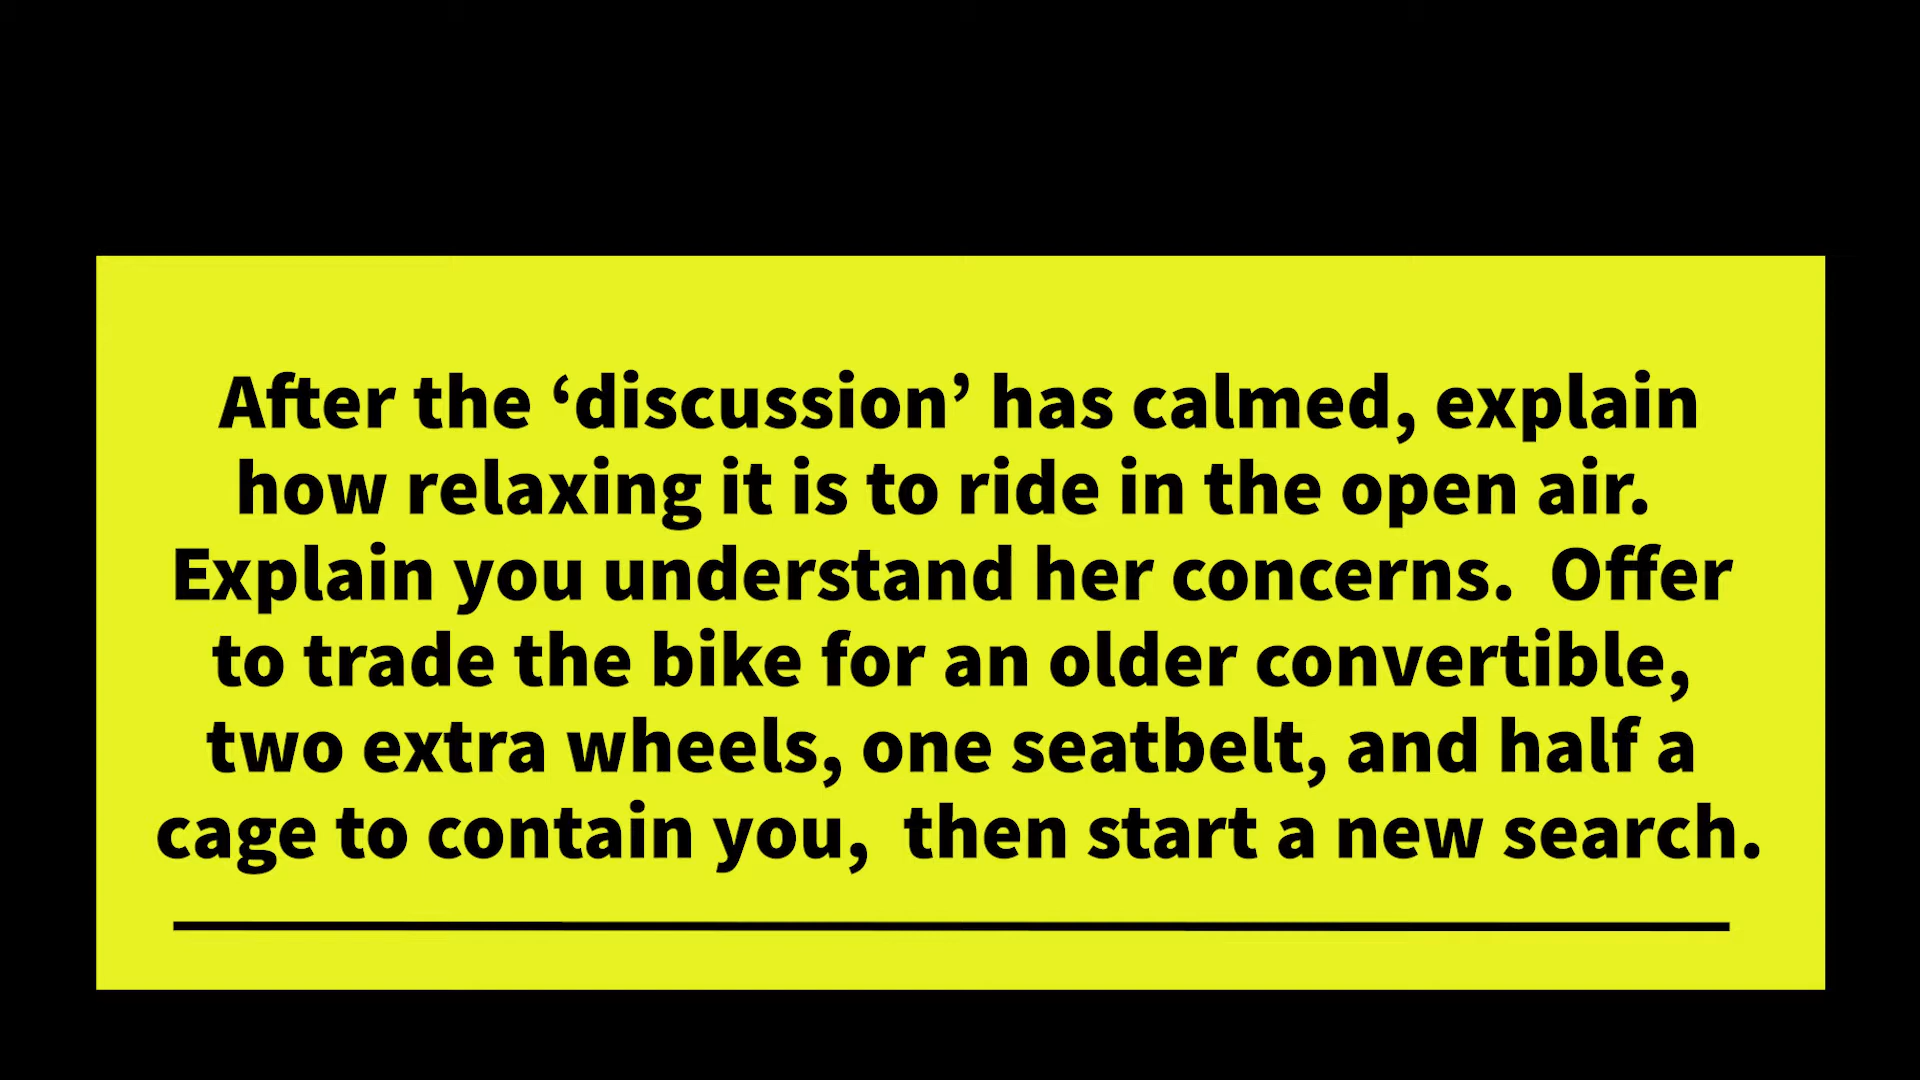 After the ‘discussion’ has calmed, explain
how relaxing it is to ride in the open air.
Explain you understand her concerns.  Offer
to trade the bike for an older convertible,
two extra wheels, one seatbelt, and half a
cage to contain you,  then start a new search.